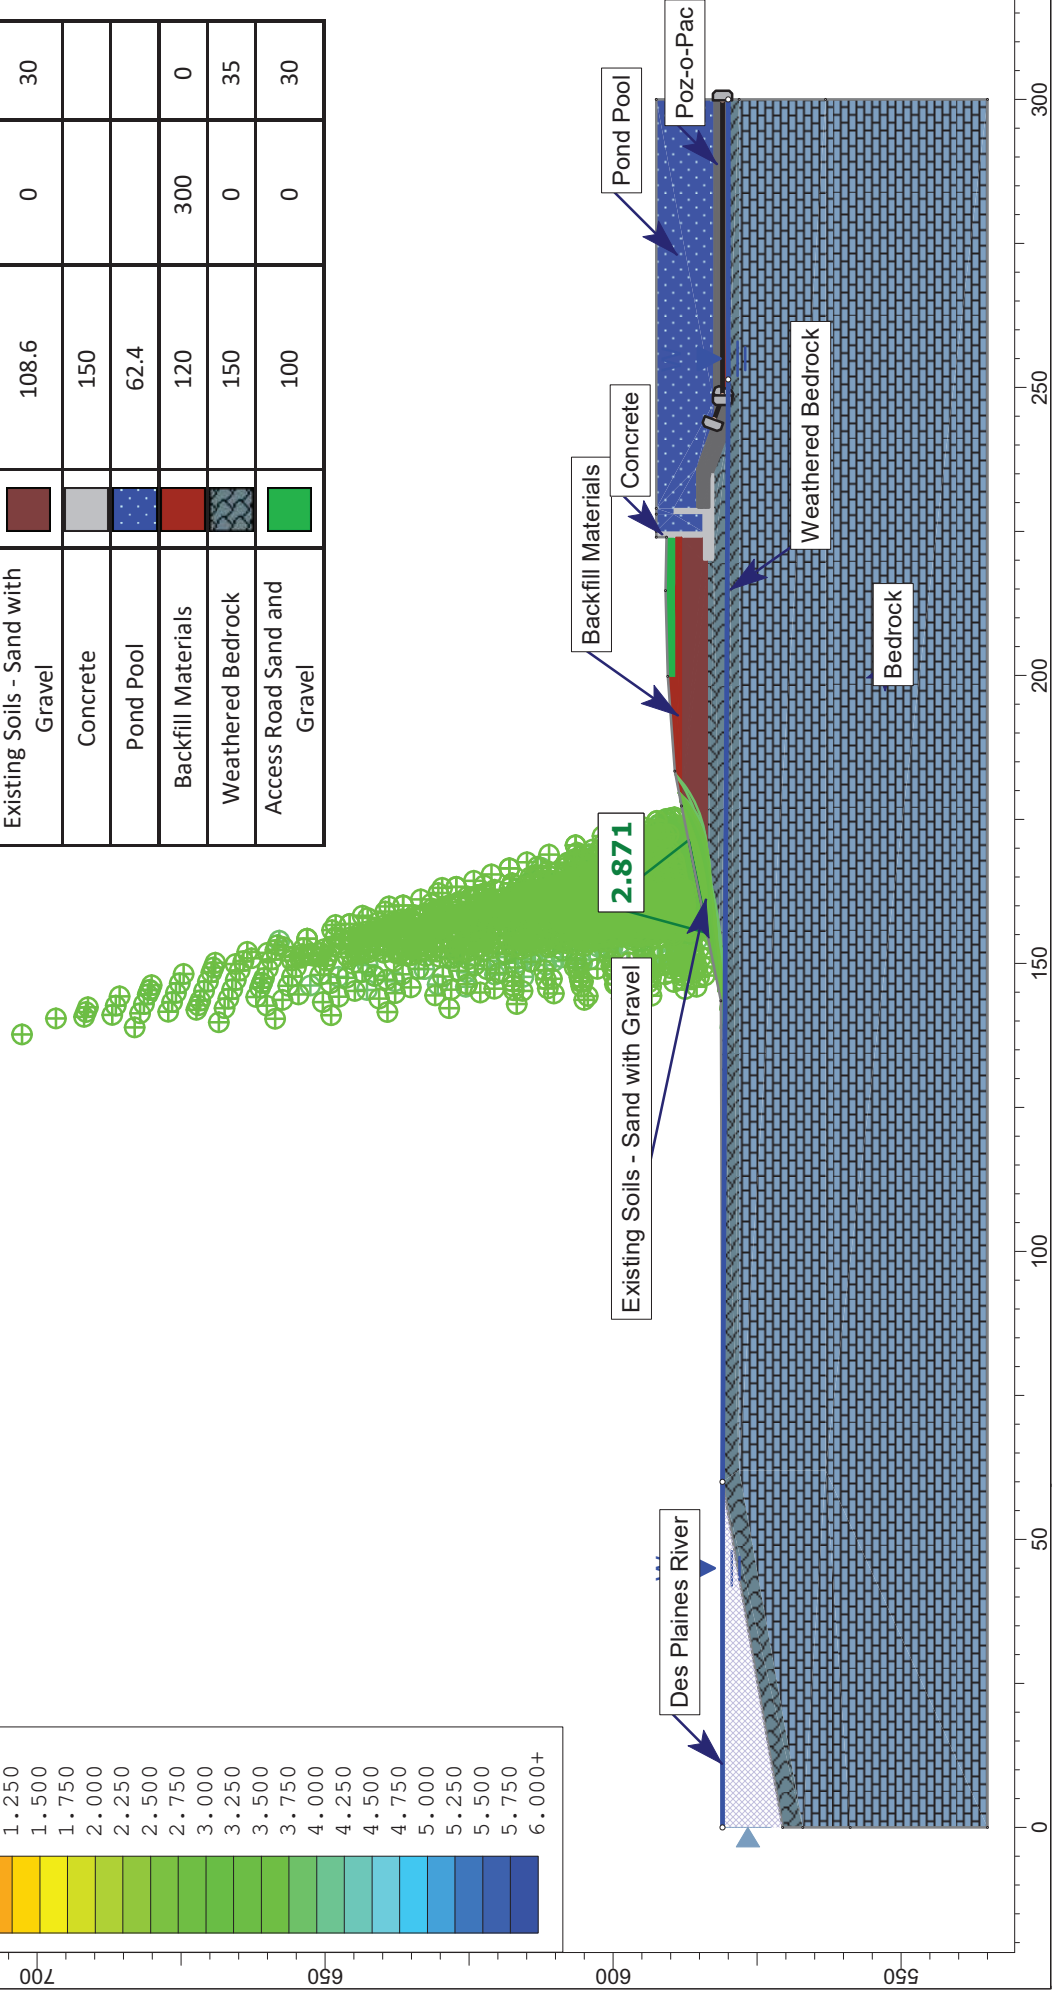 Existing Soils - Sand with
Gravel
108.6
0
30
Concrete
150
Pond Pool
62.4
Backfill Materials
120
300
0
Weathered Bedrock
150
0
35
Access Road Sand and
Gravel
100
0
30
1.250
1.500
1.750
2.000
2.250
2.500
2.750
3.000
3.250
3.500
3.750
4.000
4.250
4.500
4.750
5.000
5.250
5.500
5.750
6.000+
2.871
Des Plaines River
Existing Soils - Sand with Gravel
Backfill Materials
Concrete
Pond Pool
Poz-o-Pac
Weathered Bedrock
Bedrock
700
650
600
550
0
50
100
150
200
250
300